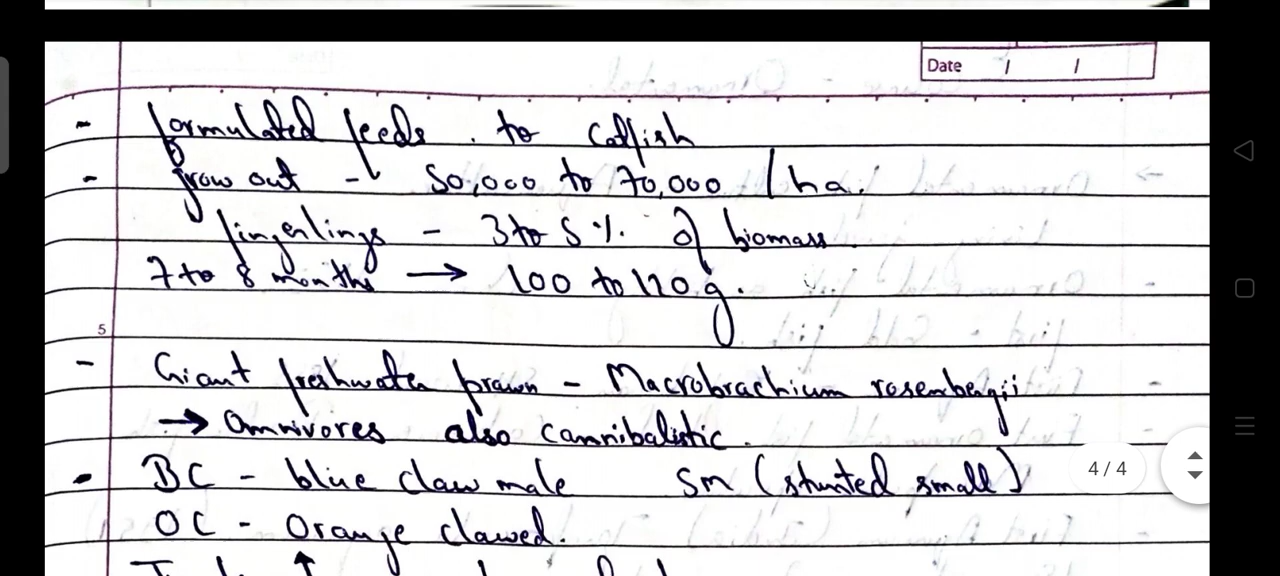 Date / /
- formulated feeds . to catfish
- grow out - 50,000 to 70,000 / ha.
fingerlings - 3 to 5 %. of biomass.
7 to 8 months → 100 to 120 g.
5
- Giant freshwater prawn - Macrobrachium rosenbergii
→ Omnivores also cannibalistic.
- BC - blue claw male Sm (stunted small)
OC - Orange clawed.
4 / 4